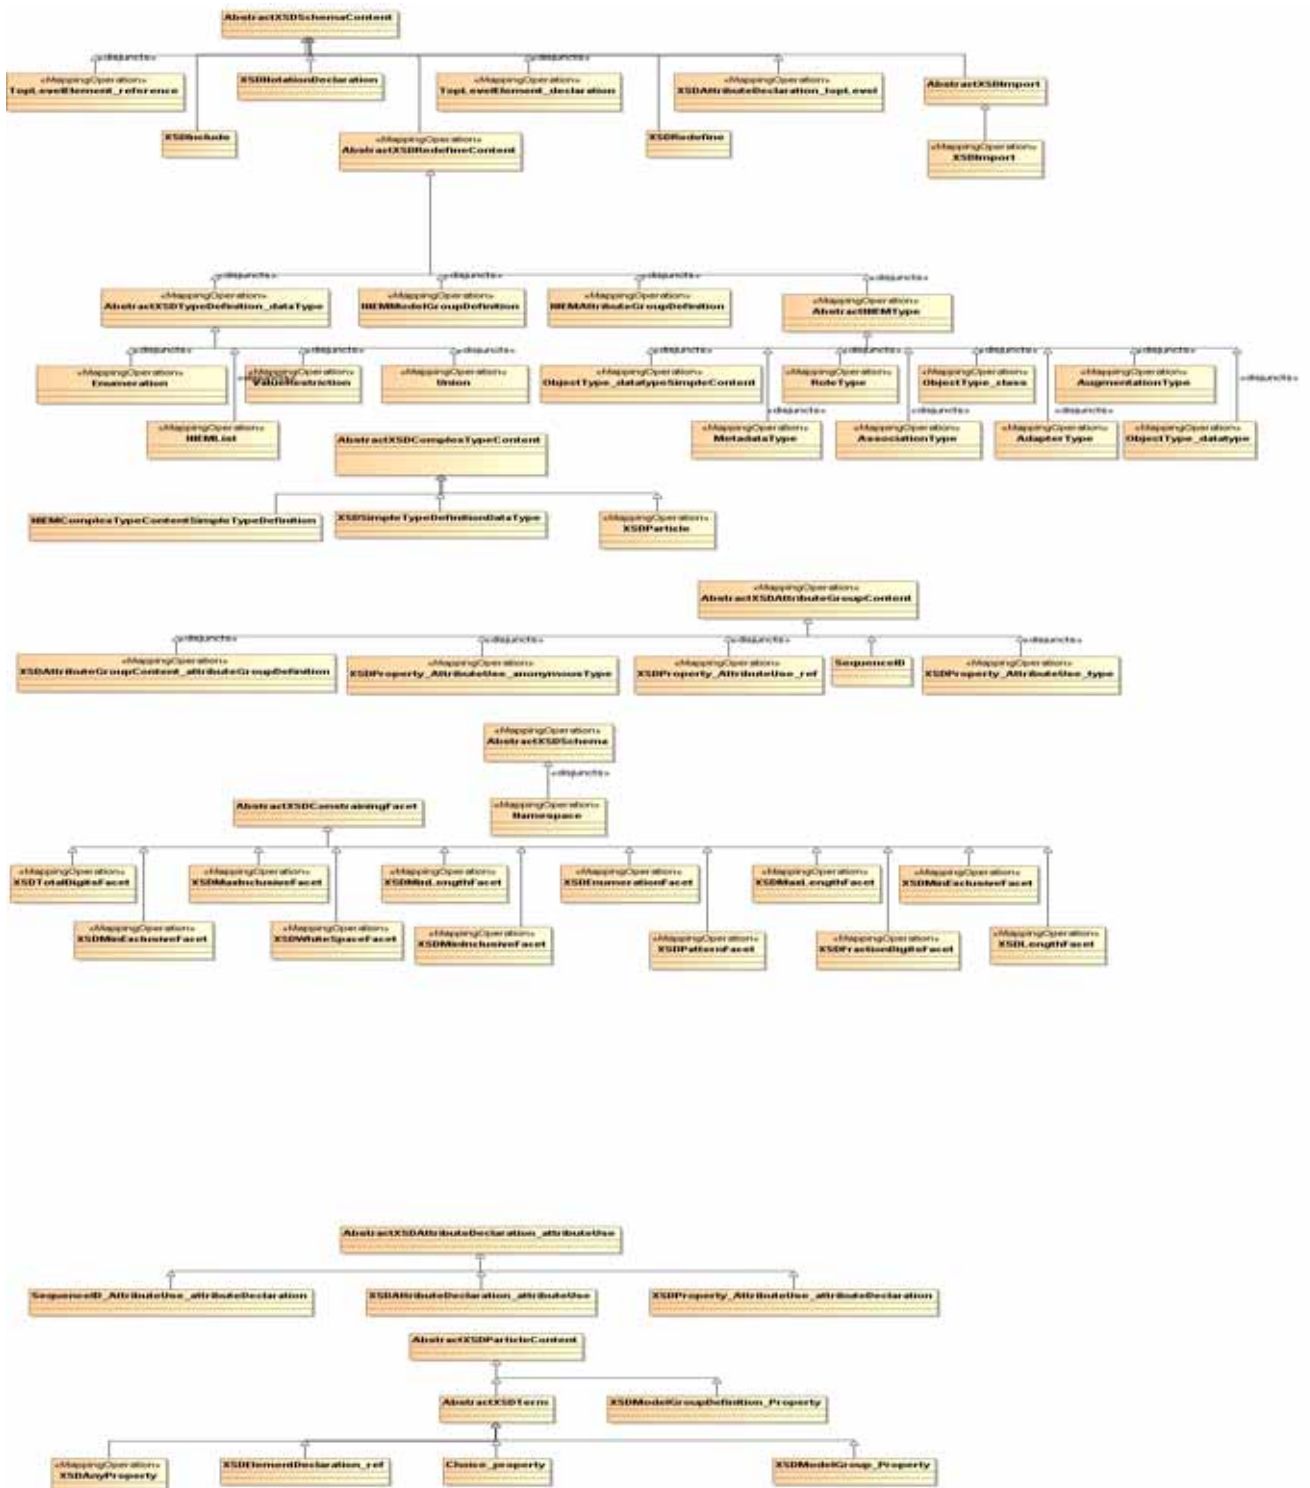 AbstractXSDSchemaContent
«disjuncts»
«disjuncts»
«MappingOperation»
TopLevelElement_reference
XSDNotationDeclaration
«MappingOperation»
TopLevelElement_declaration
«MappingOperation»
XSDAttributeDeclaration_topLevel
AbstractXSDImport
XSDInclude
«MappingOperation»
AbstractXSDRedefineContent
XSDRedefine
«MappingOperation»
XSDImport
«disjuncts»
«disjuncts»
«disjuncts»
«disjuncts»
«MappingOperation»
AbstractXSDTypeDefinition_dataType
«MappingOperation»
NIEMModelGroupDefinition
«MappingOperation»
NIEMAttributeGroupDefinition
«MappingOperation»
AbstractNIEMType
«disjuncts»
«disjuncts»
«disjuncts»
«disjuncts»
«disjuncts»
«disjuncts»
«disjuncts»
«MappingOperation»
Enumeration
«disjuncts»
«MappingOperation»
ValueRestriction
«MappingOperation»
Union
«MappingOperation»
ObjectType_datatypeSimpleContent
«MappingOperation»
RoleType
«MappingOperation»
ObjectType_class
«MappingOperation»
AugmentationType
«disjuncts»
«disjuncts»
«disjuncts»
«disjuncts»
«MappingOperation»
NIEMList
«MappingOperation»
MetadataType
«MappingOperation»
AssociationType
«MappingOperation»
AdapterType
«MappingOperation»
ObjectType_datatype
AbstractXSDComplexTypeContent
NIEMComplexTypeContentSimpleTypeDefinition
XSDSimpleTypeDefinitionDataType
«MappingOperation»
XSDParticle
«MappingOperation»
AbstractXSDAttributeGroupContent
«disjuncts»
«disjuncts»
«disjuncts»
«disjuncts»
«MappingOperation»
XSDAttributeGroupContent_attributeGroupDefinition
«MappingOperation»
XSDProperty_AttributeUse_anonymousType
«MappingOperation»
XSDProperty_AttributeUse_ref
SequenceID
«MappingOperation»
XSDProperty_AttributeUse_type
«MappingOperation»
AbstractXSDSchema
«disjuncts»
«MappingOperation»
Namespace
AbstractXSDConstrainingFacet
«MappingOperation»
XSDTotalDigitsFacet
«MappingOperation»
XSDMaxInclusiveFacet
«MappingOperation»
XSDMinLengthFacet
«MappingOperation»
XSDEnumerationFacet
«MappingOperation»
XSDMaxLengthFacet
«MappingOperation»
XSDMinExclusiveFacet
«MappingOperation»
XSDMinExclusiveFacet
«MappingOperation»
XSDWhiteSpaceFacet
«MappingOperation»
XSDMinInclusiveFacet
«MappingOperation»
XSDPatternFacet
«MappingOperation»
XSDFractionDigitsFacet
«MappingOperation»
XSDLengthFacet
AbstractXSDAttributeDeclaration_attributeUse
SequenceID_AttributeUse_attributeDeclaration
XSDAttributeDeclaration_attributeUse
XSDProperty_AttributeUse_attributeDeclaration
AbstractXSDParticleContent
AbstractXSDTerm
XSDModelGroupDefinition_Property
«MappingOperation»
XSDAnyProperty
XSDElementDeclaration_ref
Choice_property
XSDModelGroup_Property